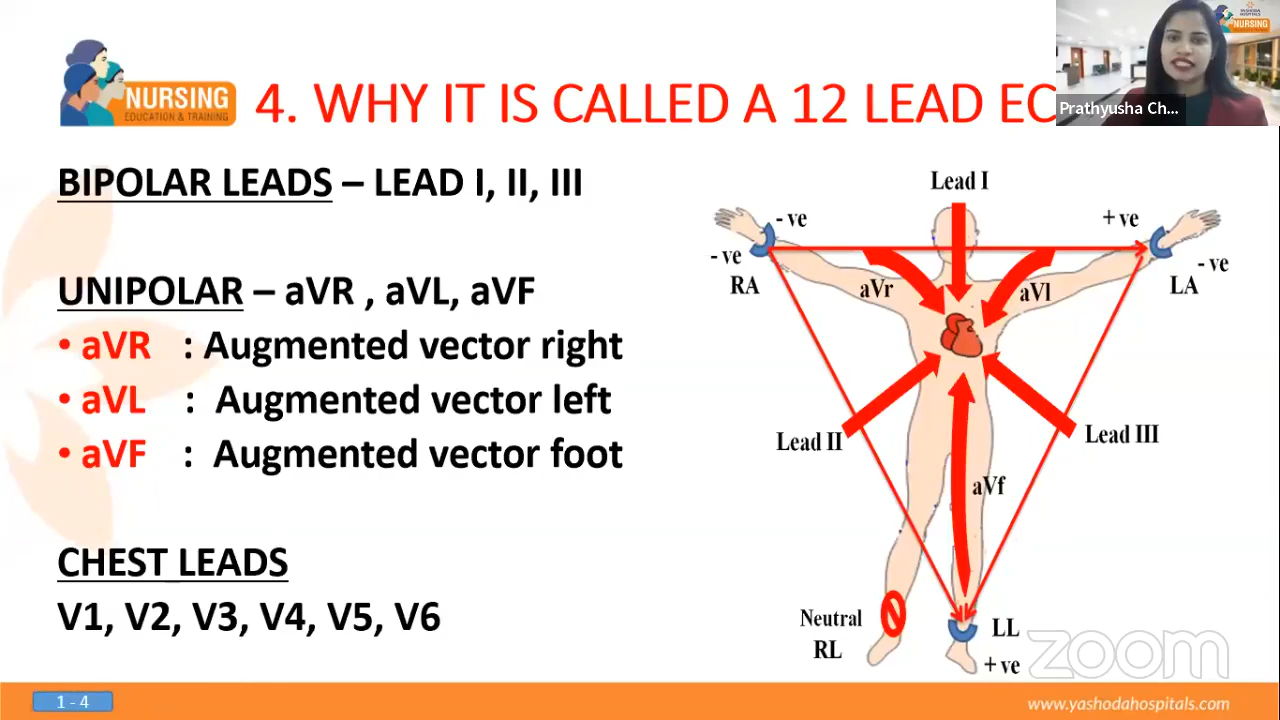 YASHODA HOSPITALS
NURSING
NURSING
EDUCATION & TRAINING
4. WHY IT IS CALLED A 12 LEAD EC
Prathyusha Ch...
BIPOLAR LEADS – LEAD I, II, III
UNIPOLAR – aVR , aVL, aVF
• aVR : Augmented vector right
• aVL : Augmented vector left
• aVF : Augmented vector foot
CHEST LEADS
V1, V2, V3, V4, V5, V6
Lead I
- ve
+ ve
- ve
- ve
RA
LA
aVr
aVl
Lead II
Lead III
aVf
Neutral
RL
LL
+ ve
zoom
1 - 4
www.yashodahospitals.com